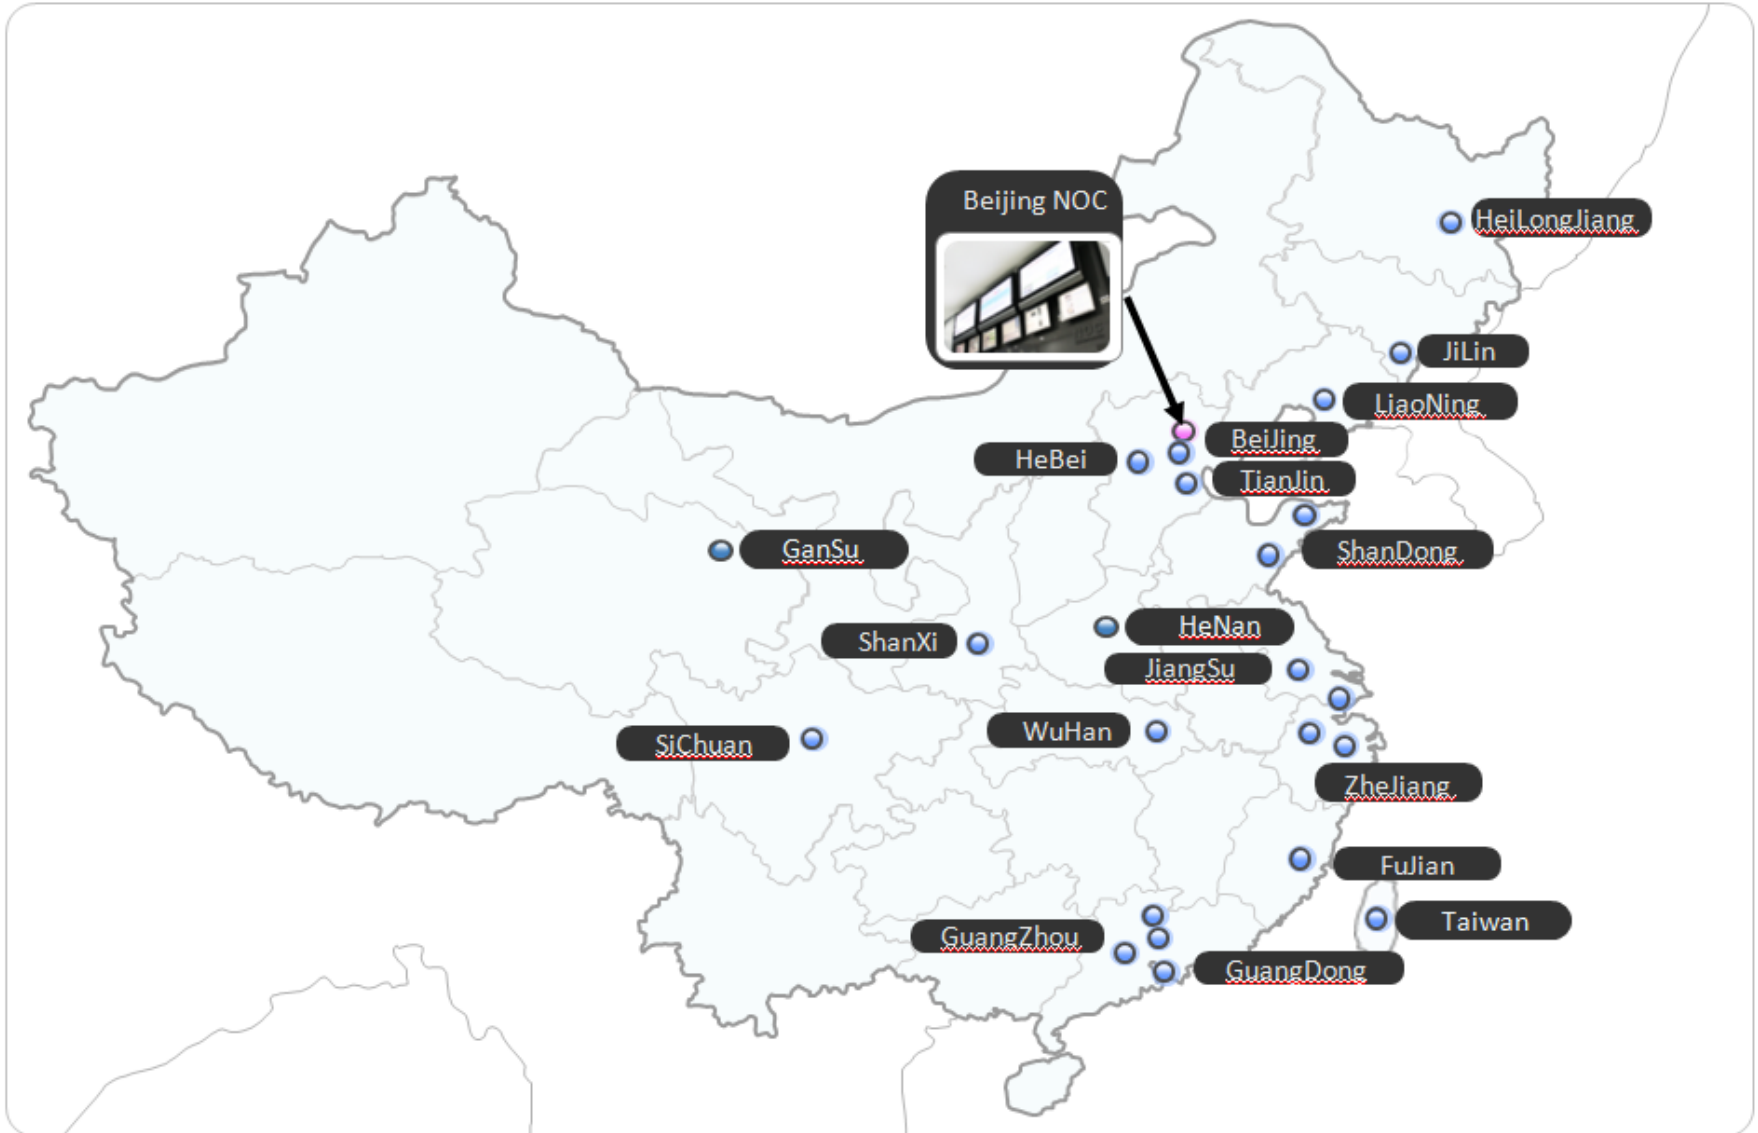 Beijing NOC
HeiLongJiang
JiLin
LiaoNing
BeiJing
HeBei
TianJin
GanSu
ShanDong
HeNan
ShanXi
JiangSu
WuHan
SiChuan
ZheJiang
FuJian
Taiwan
GuangZhou
GuangDong